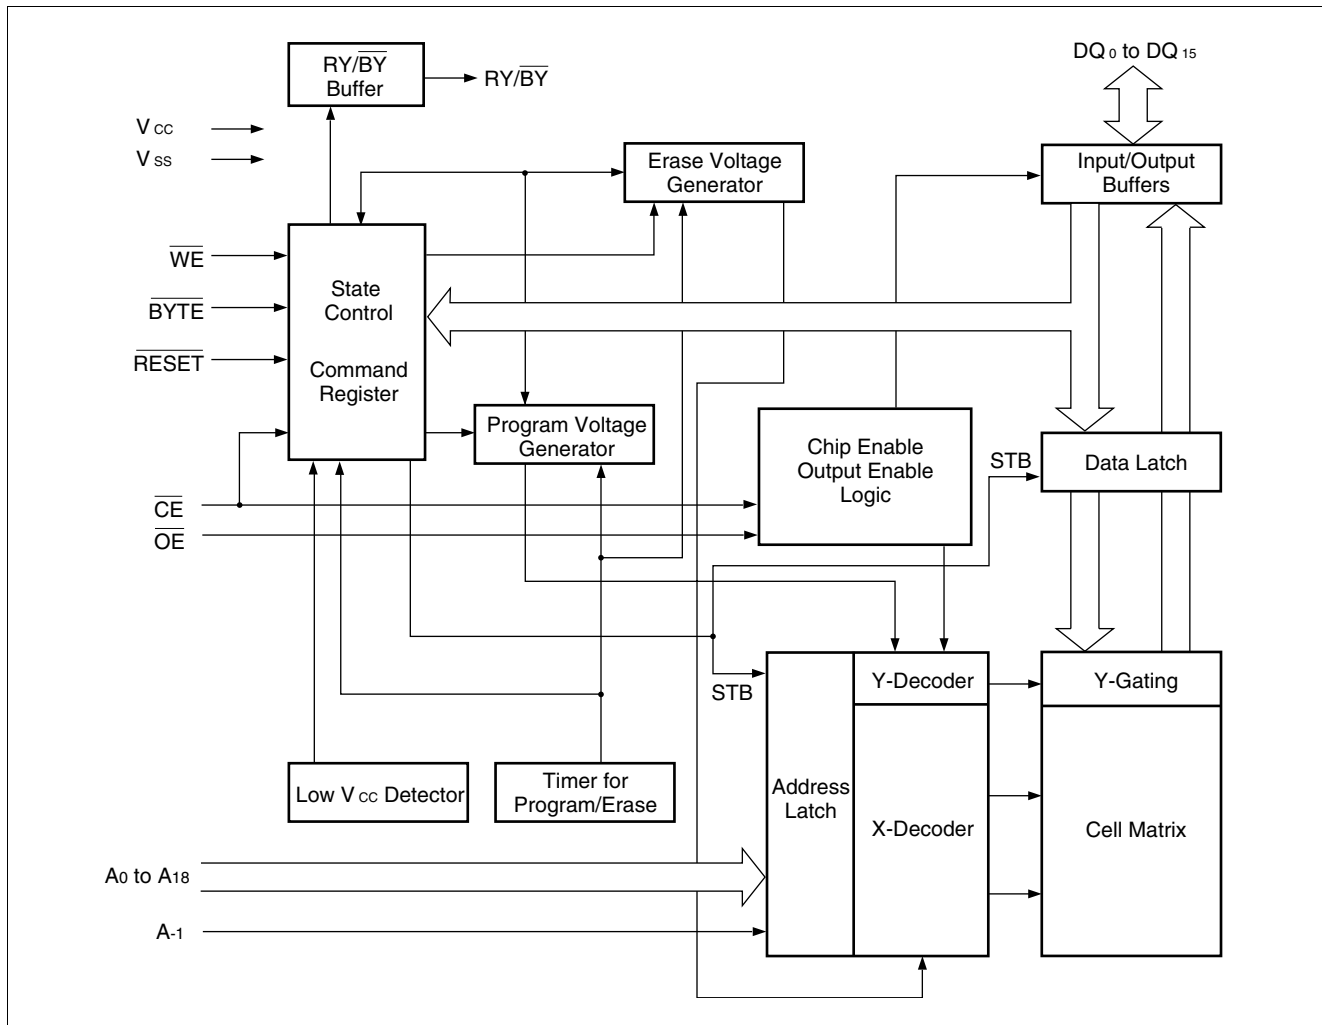 RY/BY
Buffer
RY/BY
DQ0 to DQ15
VCC
VSS
Erase Voltage
Generator
Input/Output
Buffers
WE
BYTE
RESET
State
Control
Command
Register
Program Voltage
Generator
Chip Enable
Output Enable
Logic
STB
Data Latch
CE
OE
STB
Y-Decoder
Y-Gating
Low VCC Detector
Timer for
Program/Erase
Address
Latch
X-Decoder
Cell Matrix
A0 to A18
A-1